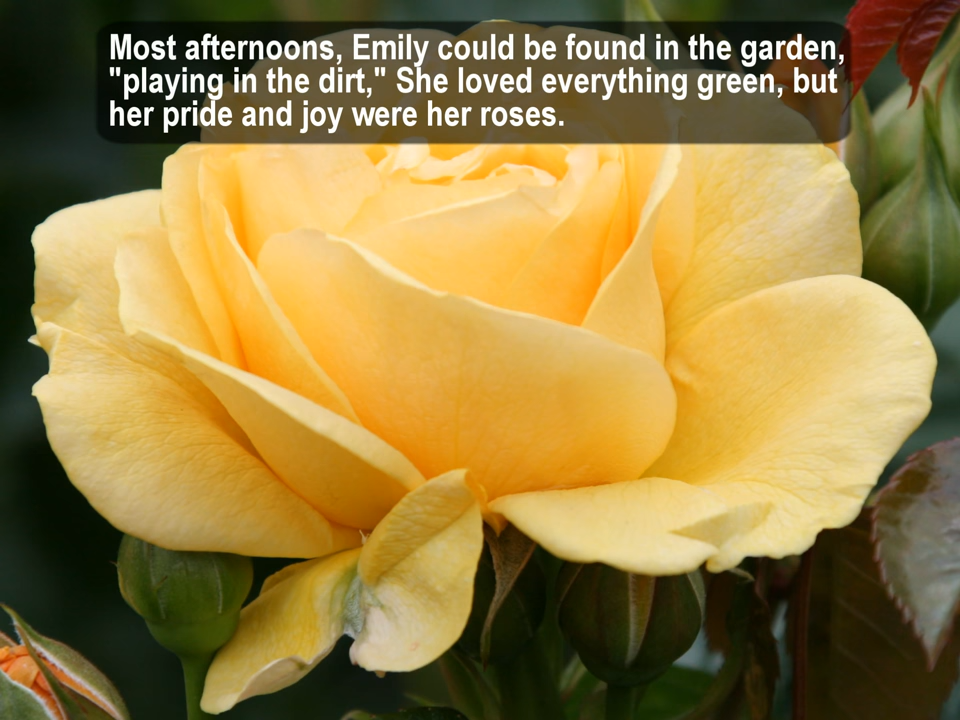 Most afternoons, Emily could be found in the garden,
"playing in the dirt," She loved everything green, but
her pride and joy were her roses.